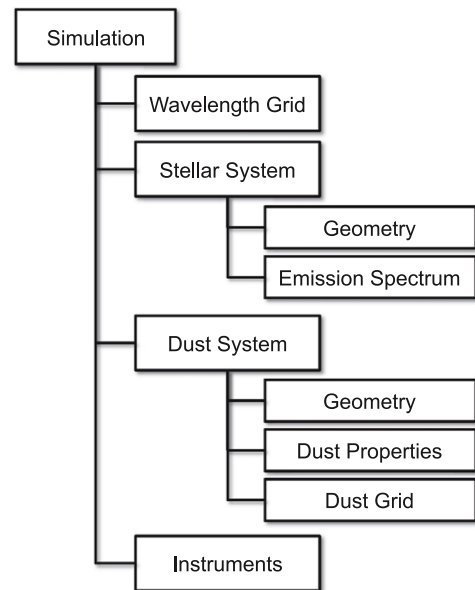 Simulation
Wavelength Grid
Stellar System
Geometry
Emission Spectrum
Dust System
Geometry
Dust Properties
Dust Grid
Instruments